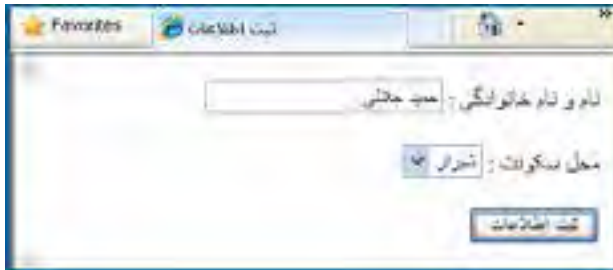 Favorites ثبت اطلاعات
نام و نام خانوادگی :
محل سکونت : شیراز
ثبت اطلاعات